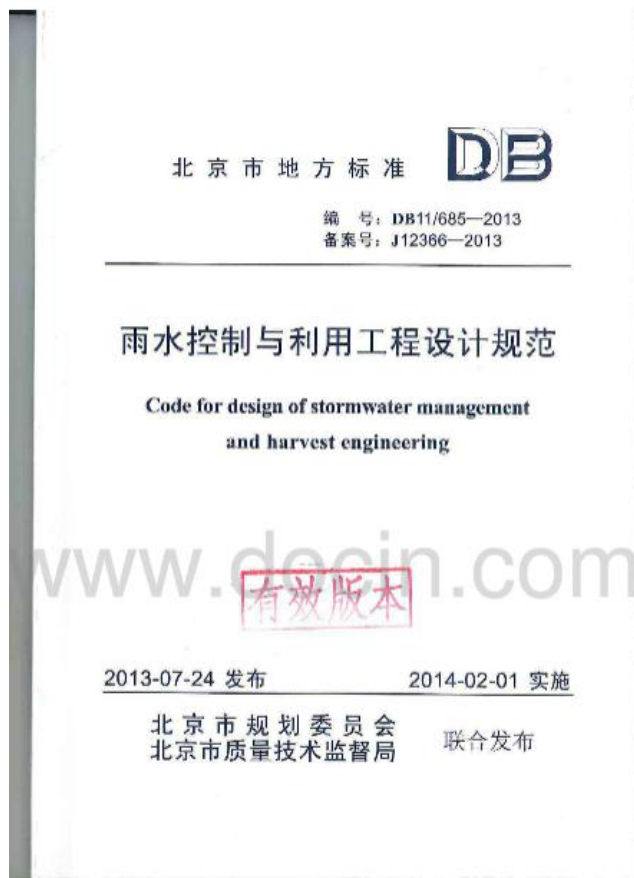 北京市地方标准 DB
编 号：DB11/685—2013
备案号：J12366—2013
雨水控制与利用工程设计规范
Code for design of stormwater management
and harvest engineering
www.docin.com
有效版本
2013-07-24 发布 2014-02-01 实施
北京市规划委员会
北京市质量技术监督局
联合发布